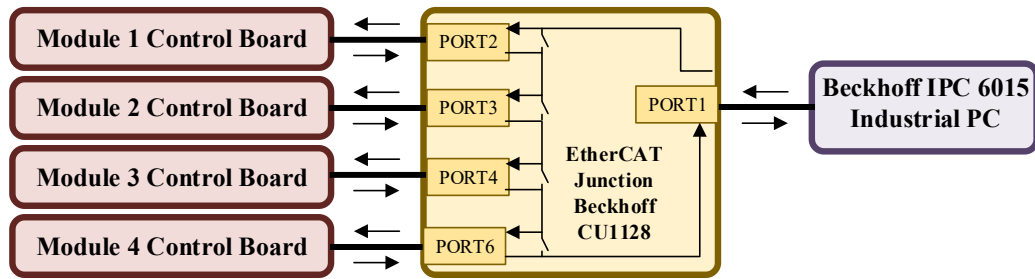 Module 1 Control Board
Module 2 Control Board
Module 3 Control Board
Module 4 Control Board
PORT2
PORT3
PORT4
PORT6
PORT1
EtherCAT
Junction
Beckhoff
CU1128
Beckhoff IPC 6015
Industrial PC